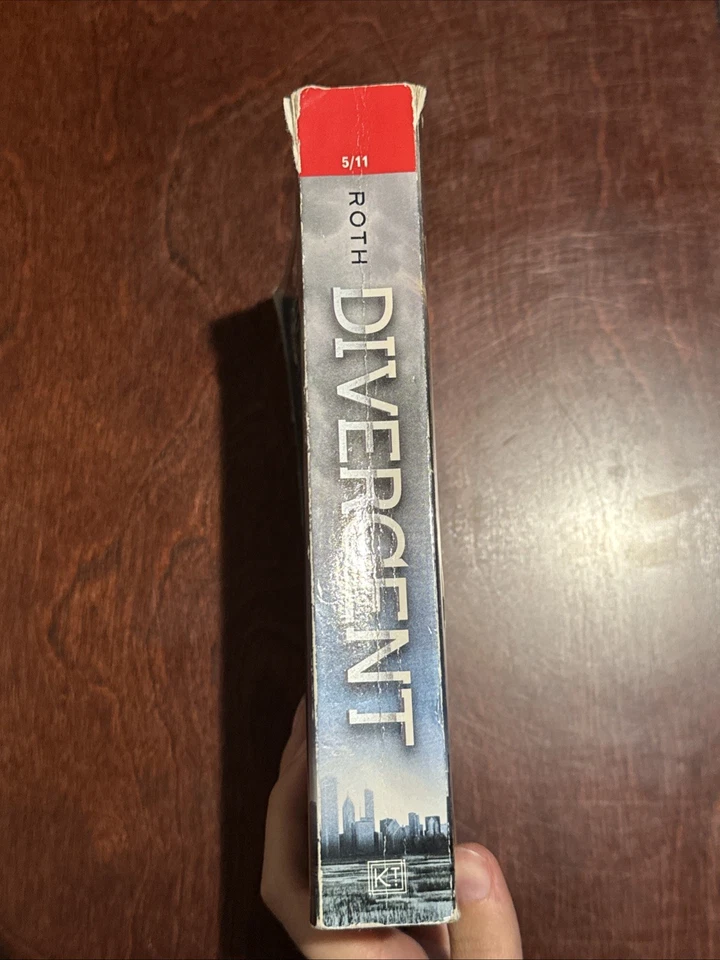 5/11
ROTH
DIVERGENT
KT